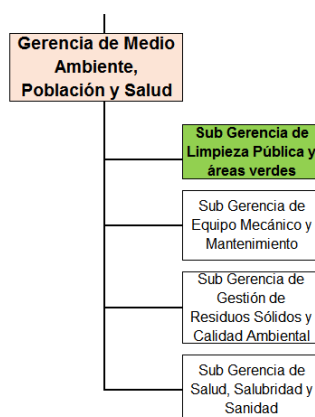 Gerencia de Medio
Ambiente,
Población y Salud
Sub Gerencia de
Limpieza Pública y
áreas verdes
Sub Gerencia de
Equipo Mecánico y
Mantenimiento
Sub Gerencia de
Gestión de
Residuos Sólidos y
Calidad Ambiental
Sub Gerencia de
Salud, Salubridad y
Sanidad